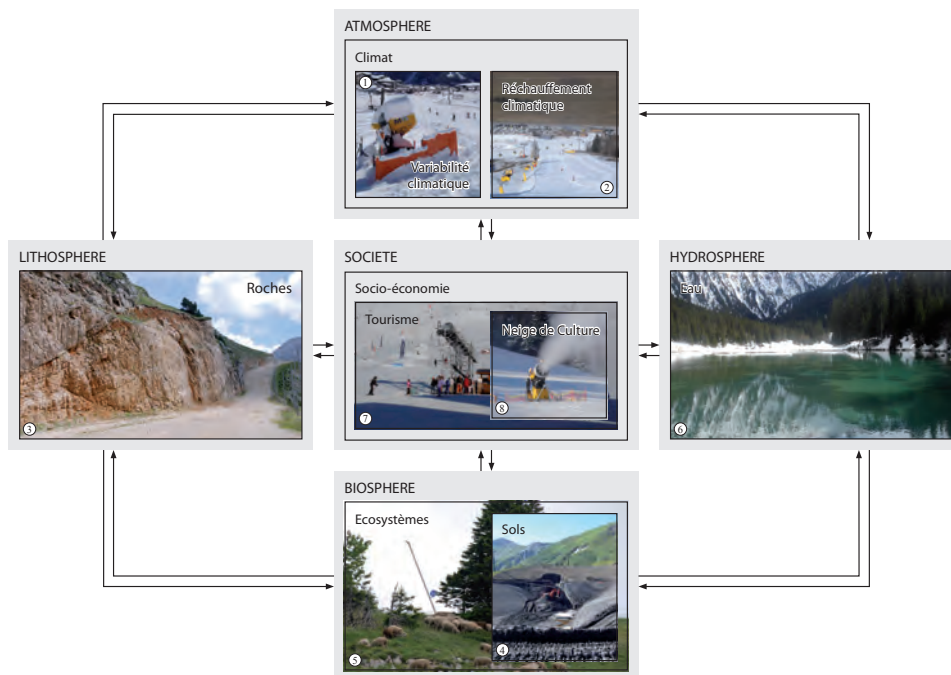 ATMOSPHERE
Climat
1
Variabilité
climatique
Réchauffement
climatique
2
LITHOSPHERE
Roches
3
SOCIETE
Socio-économie
Tourisme
7
Neige de Culture
8
HYDROSPHERE
Eau
6
BIOSPHERE
Ecosystèmes
5
Sols
4